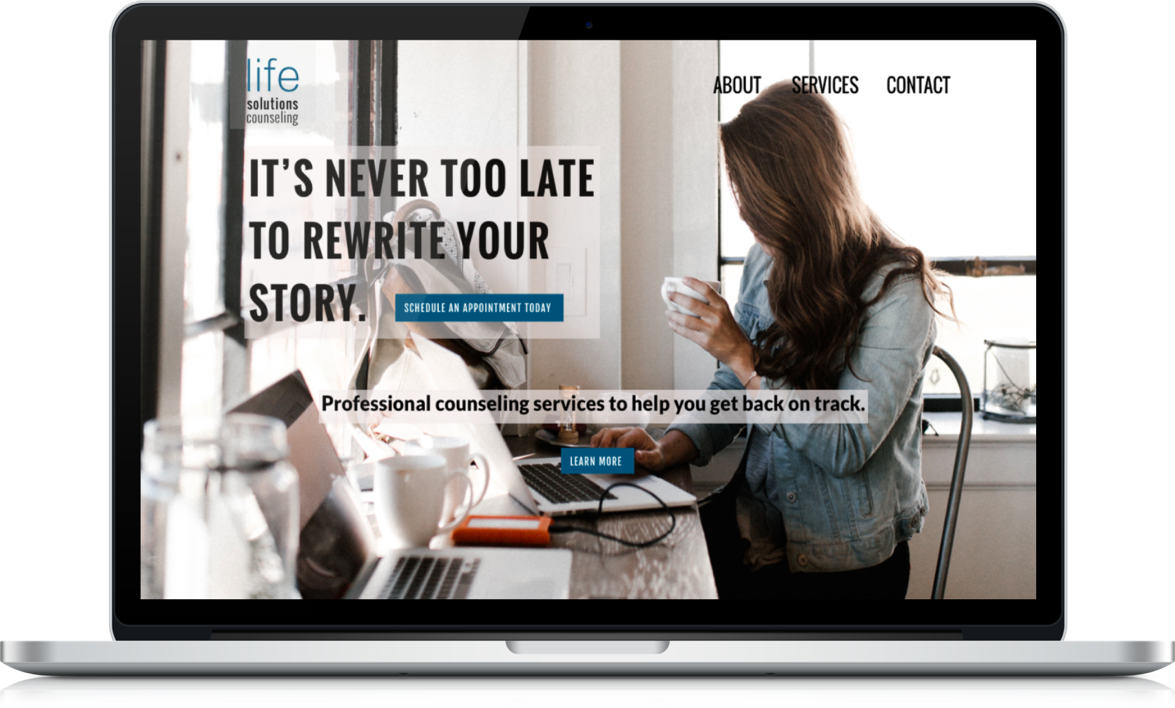 life
solutions
counseling
ABOUT SERVICES CONTACT
IT'S NEVER TOO LATE
TO REWRITE YOUR
STORY.
SCHEDULE AN APPOINTMENT TODAY
Professional counseling services to help you get back on track.
LEARN MORE